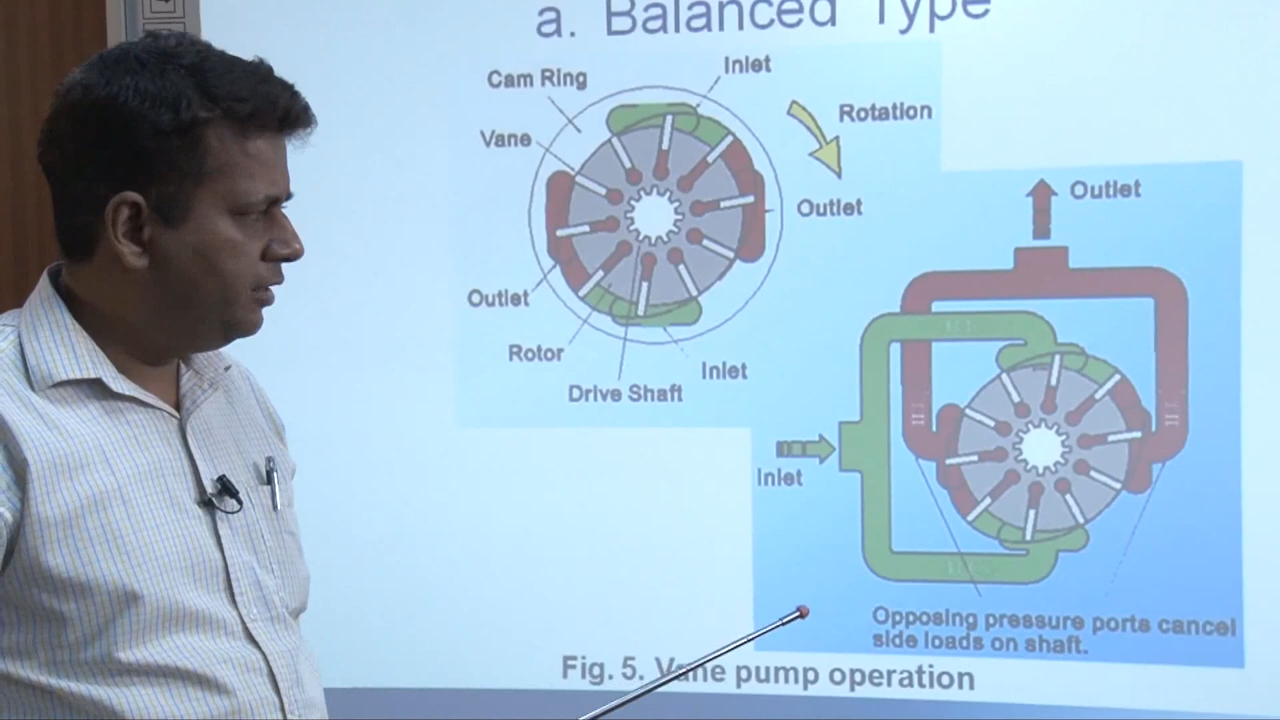 a. Balanced Type
Cam Ring
Inlet
Vane
Rotation
Outlet
Outlet
Rotor
Drive Shaft
Inlet
Outlet
Inlet
Opposing pressure ports cancel
side loads on shaft.
Fig. 5. Vane pump operation